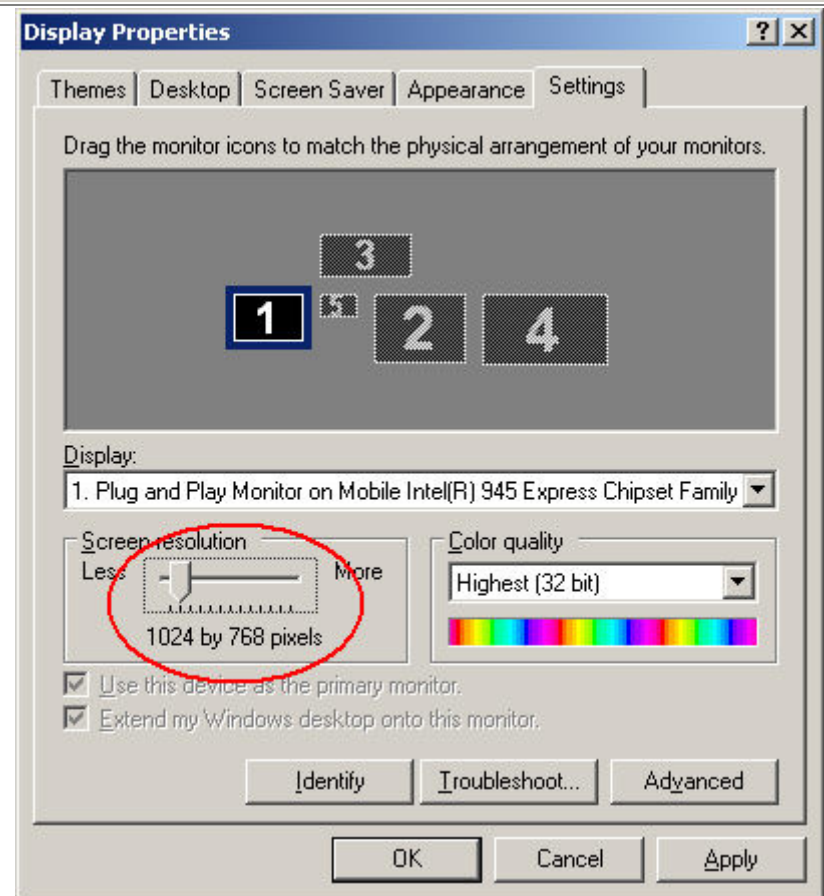 Display Properties
Themes Desktop Screen Saver Appearance Settings
Drag the monitor icons to match the physical arrangement of your monitors.
3
1 5 2 4
Display:
1. Plug and Play Monitor on Mobile Intel(R) 945 Express Chipset Family
Screen resolution Color quality
Less More Highest (32 bit)
1024 by 768 pixels
Use this device as the primary monitor.
Extend my Windows desktop onto this monitor.
Identify Troubleshoot... Advanced
OK Cancel Apply